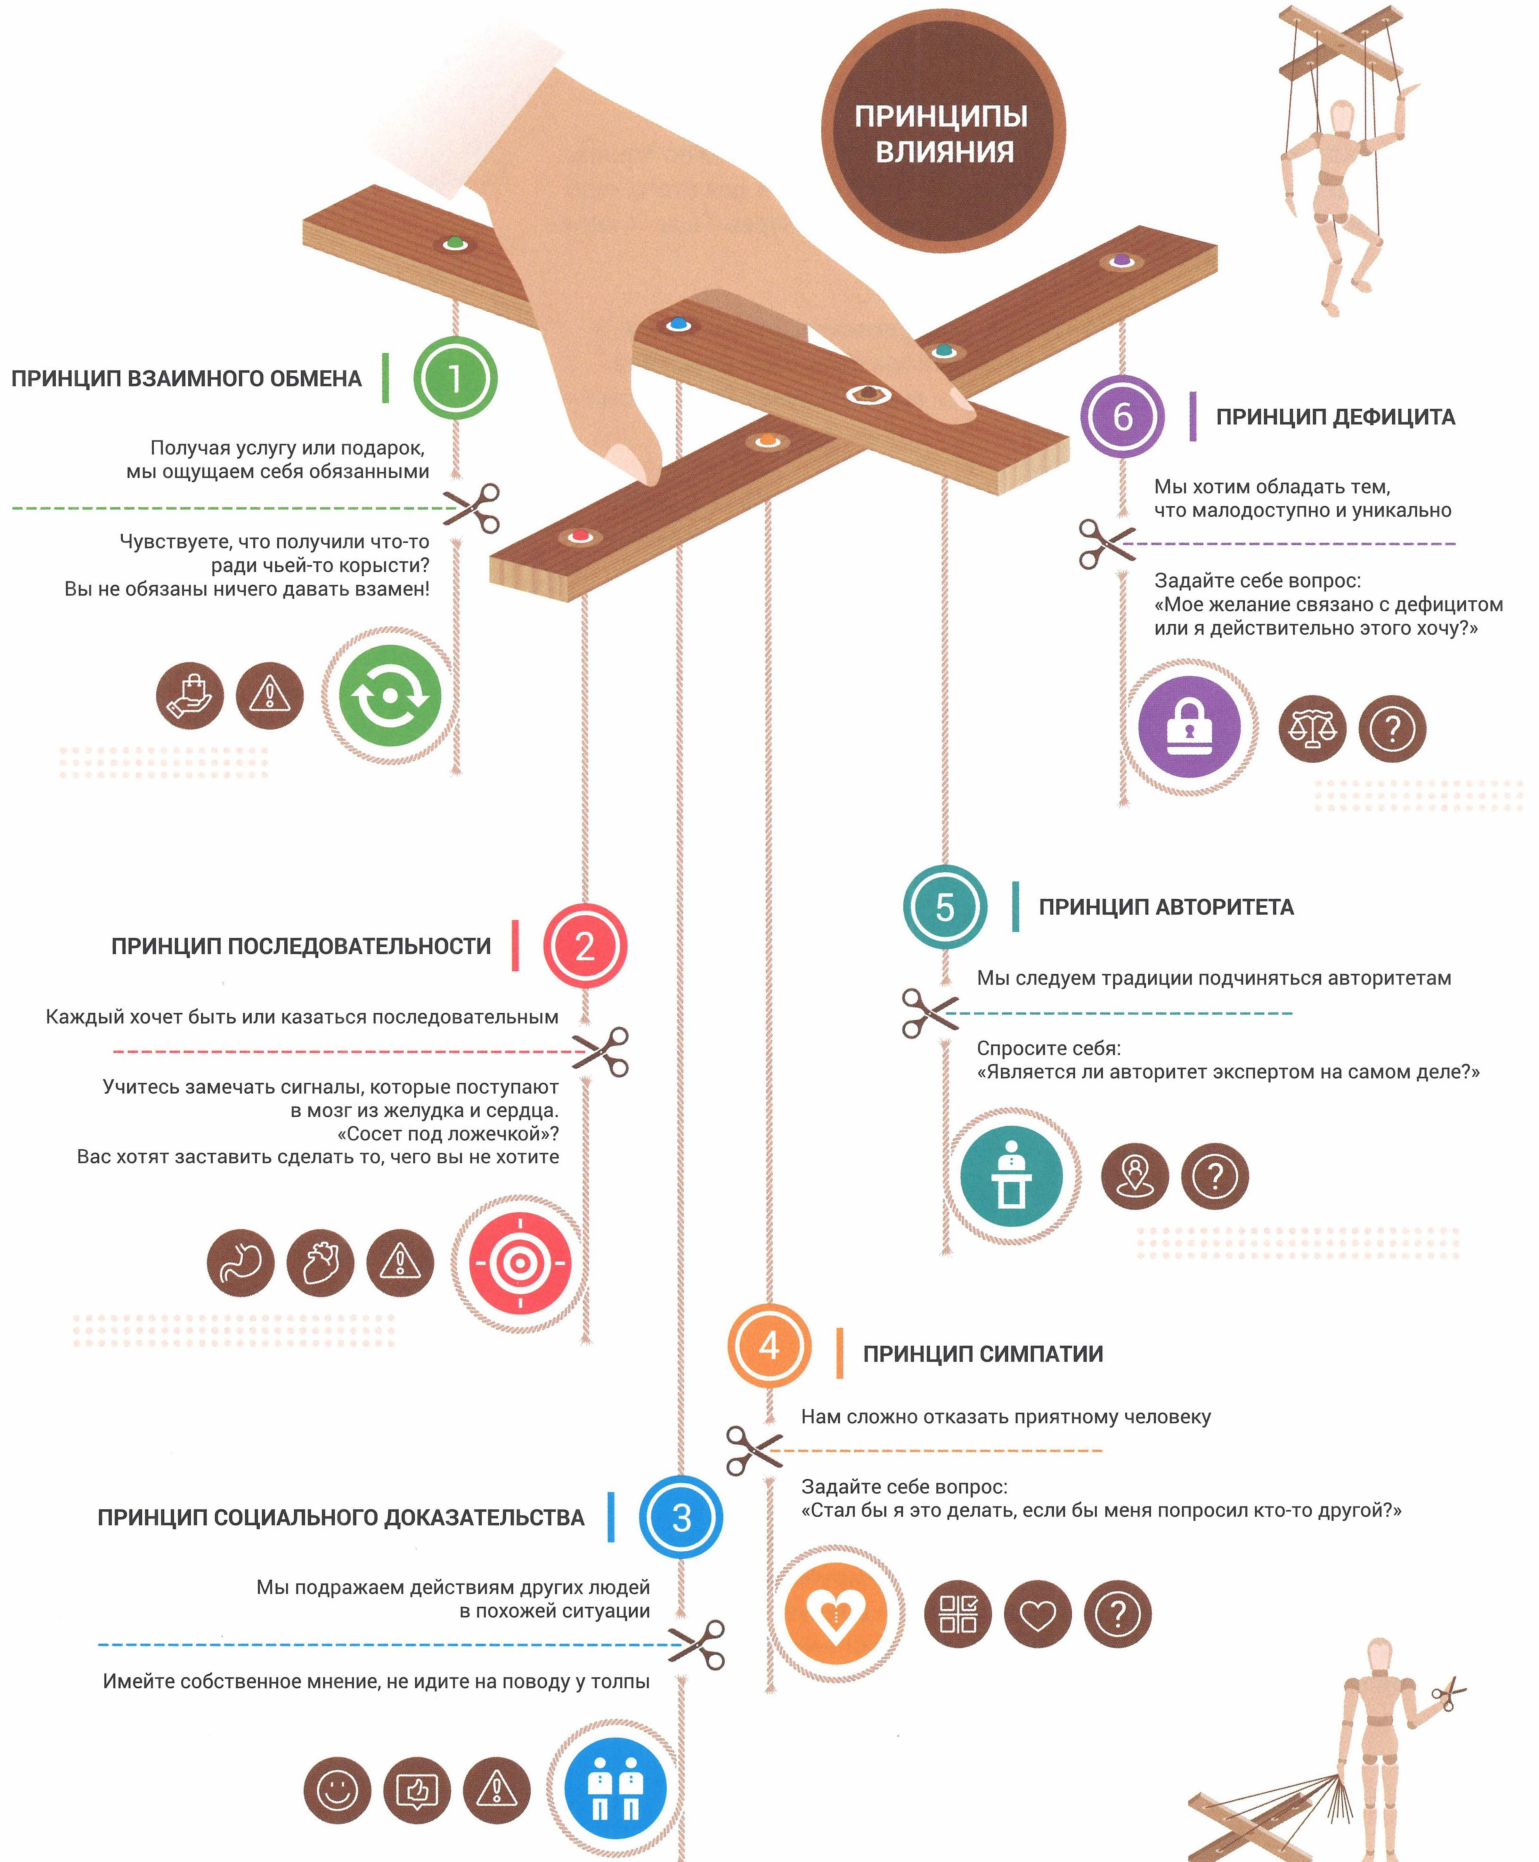 ПРИНЦИПЫ
ВЛИЯНИЯ
1
ПРИНЦИП ВЗАИМНОГО ОБМЕНА
Получая услугу или подарок,
мы ощущаем себя обязанными
Чувствуете, что получили что-то
ради чьей-то корысти?
Вы не обязаны ничего давать взамен!
2
ПРИНЦИП ПОСЛЕДОВАТЕЛЬНОСТИ
Каждый хочет быть или казаться последовательным
Учитесь замечать сигналы, которые поступают
в мозг из желудка и сердца.
«Сосет под ложечкой»?
Вас хотят заставить сделать то, чего вы не хотите
3
ПРИНЦИП СОЦИАЛЬНОГО ДОКАЗАТЕЛЬСТВА
Мы подражаем действиям других людей
в похожей ситуации
Имейте собственное мнение, не идите на поводу у толпы
4
ПРИНЦИП СИМПАТИИ
Нам сложно отказать приятному человеку
Задайте себе вопрос:
«Стал бы я это делать, если бы меня попросил кто-то другой?»
?
5
ПРИНЦИП АВТОРИТЕТА
Мы следуем традиции подчиняться авторитетам
Спросите себя:
«Является ли авторитет экспертом на самом деле?»
?
6
ПРИНЦИП ДЕФИЦИТА
Мы хотим обладать тем,
что малодоступно и уникально
Задайте себе вопрос:
«Мое желание связано с дефицитом
или я действительно этого хочу?»
?